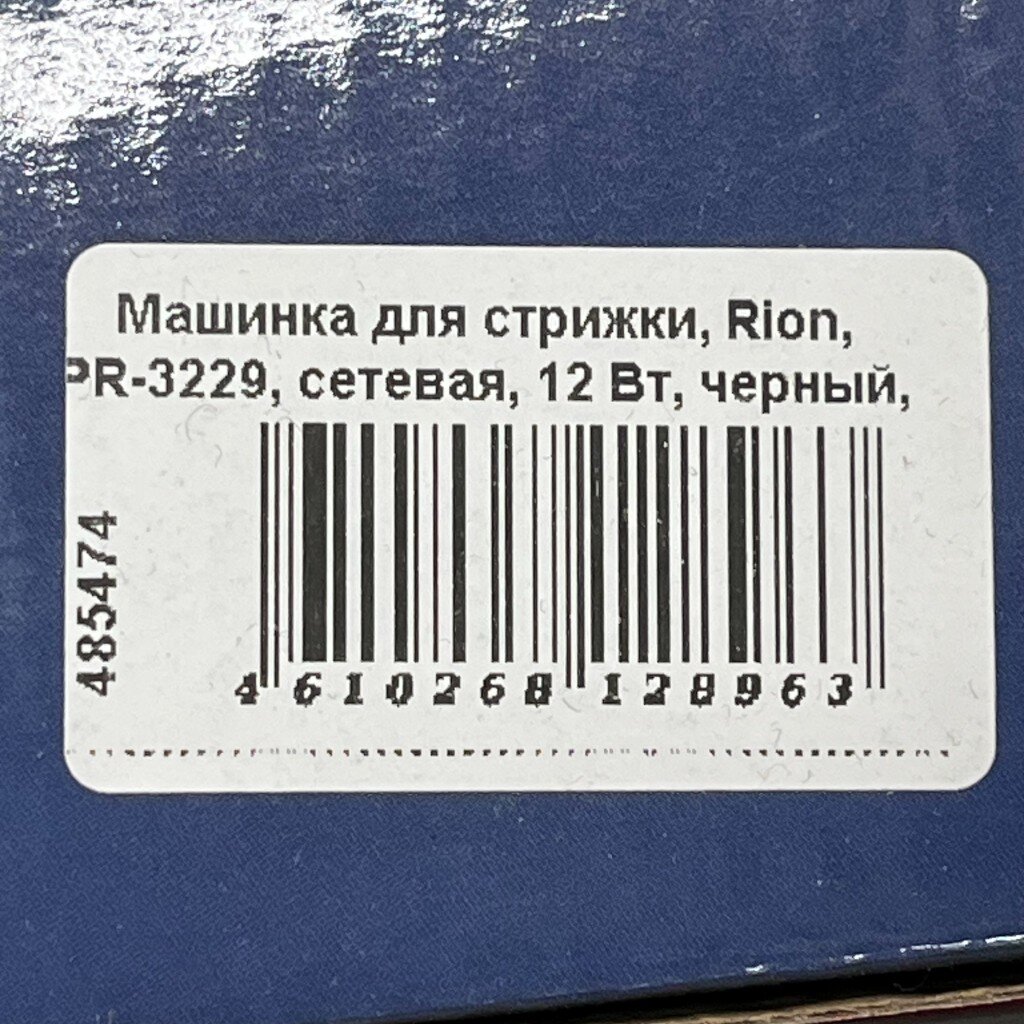 Машинка для стрижки, Rion,
PR-3229, сетевая, 12 Вт, черный,
485474
4 610268 128963